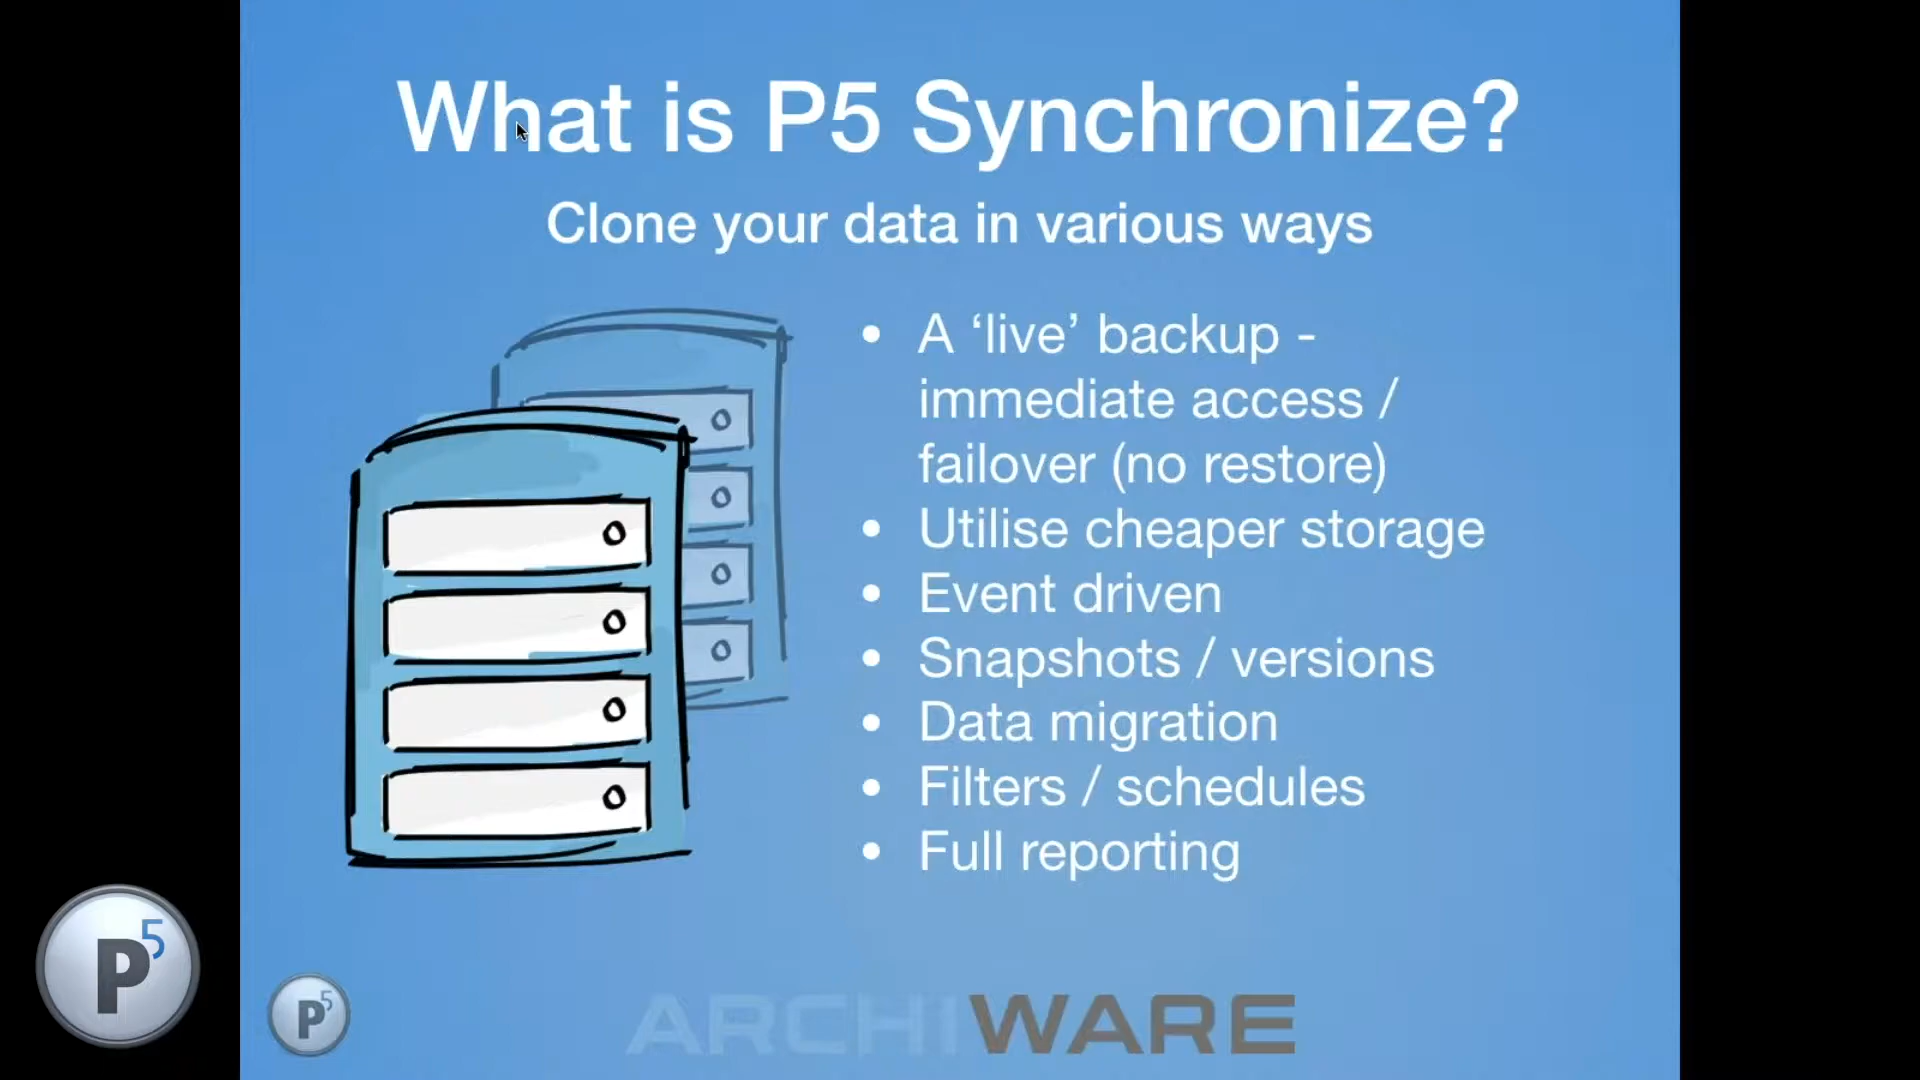 What is P5 Synchronize?
Clone your data in various ways
• A ‘live’ backup -
immediate access /
failover (no restore)
• Utilise cheaper storage
• Event driven
• Snapshots / versions
• Data migration
• Filters / schedules
• Full reporting
P5
P5
ARCHIWARE